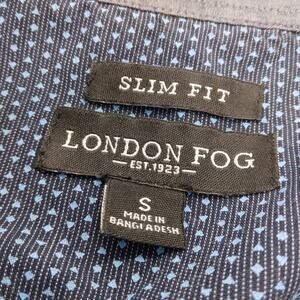 SLIM FIT
LONDON FOG
EST. 1923
S
MADE IN
BANGLADESH